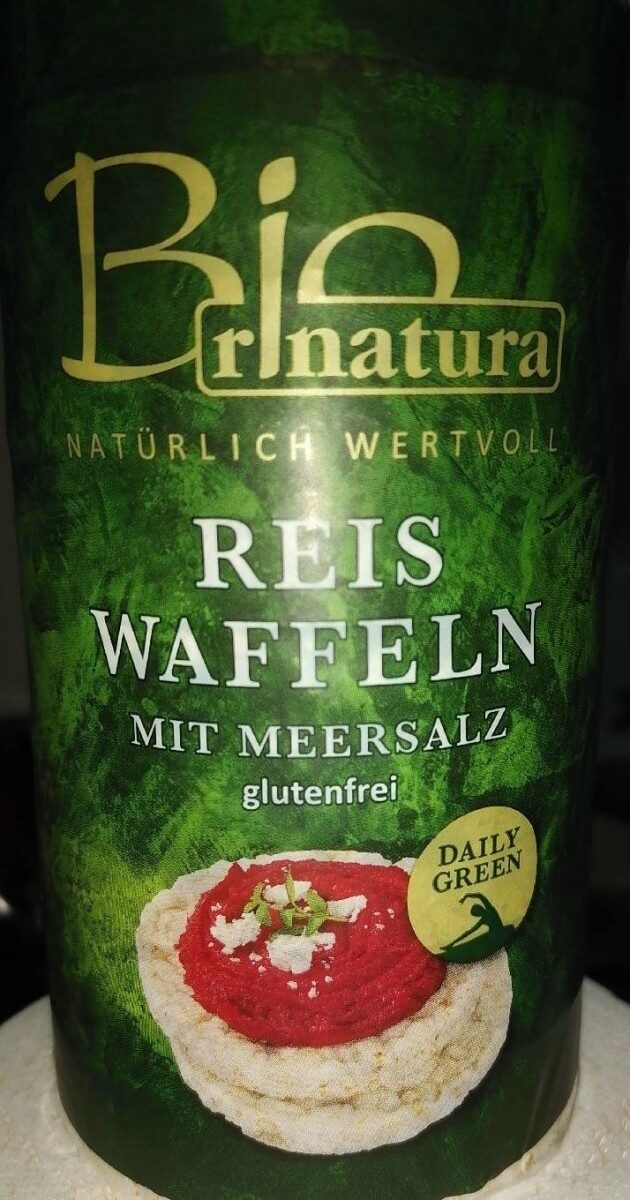 Bio
rinatura
NATÜRLICH WERTVOLL
REIS
WAFFELN
MIT MEERSALZ
glutenfrei
DAILY
GREEN